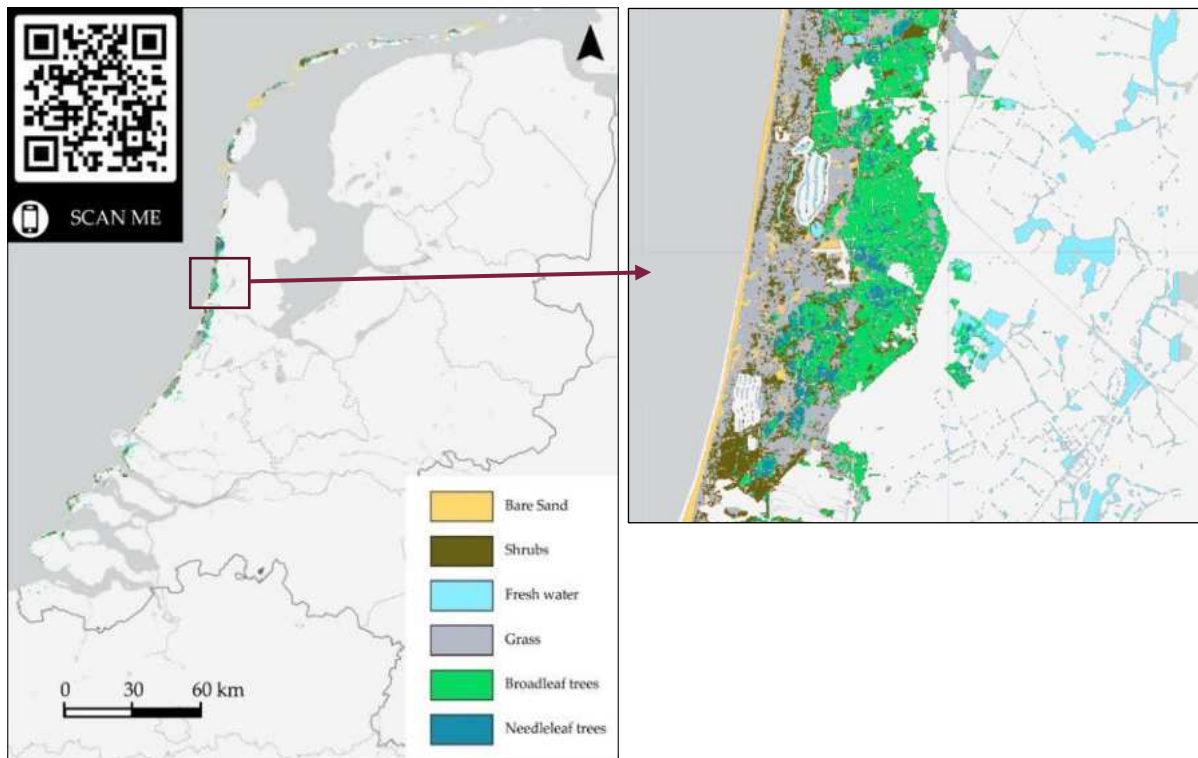 SCAN ME
Bare Sand
Shrubs
Fresh water
Grass
Broadleaf trees
Needleleaf trees
0 30 60 km